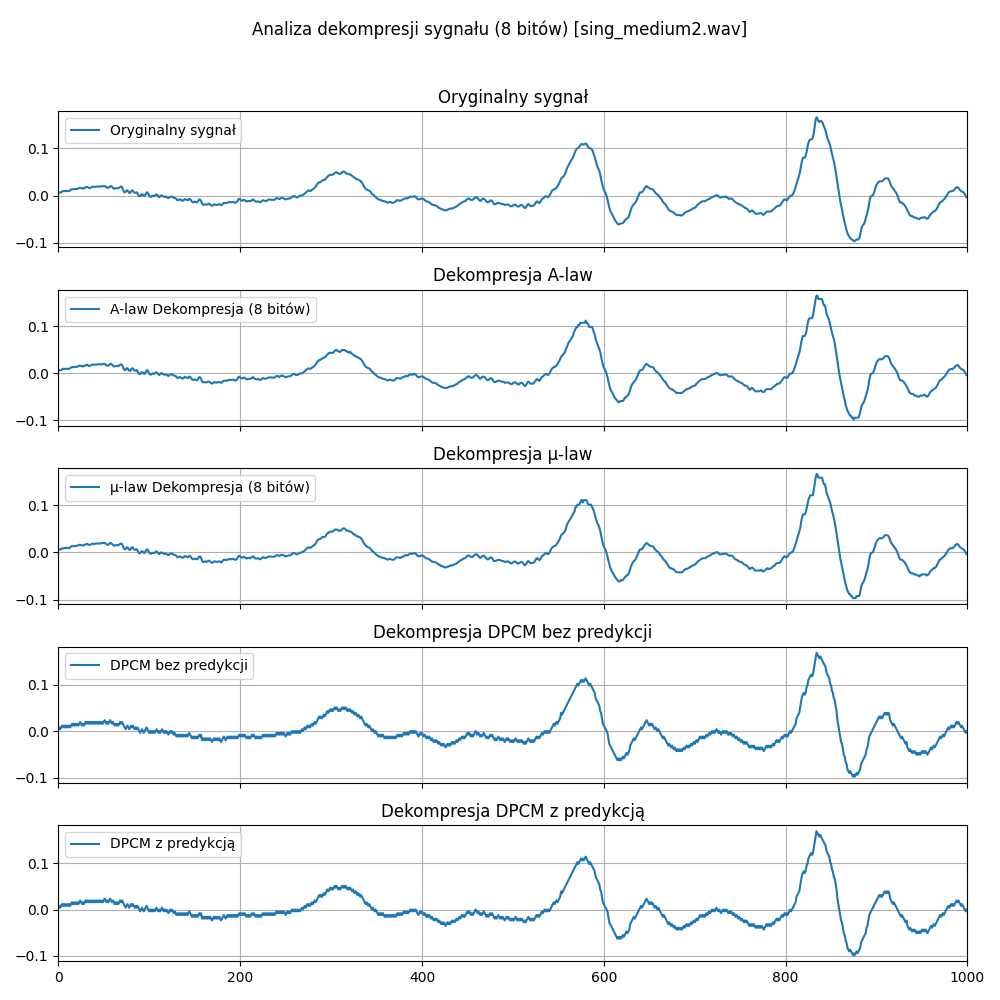 Analiza dekompresji sygnału (8 bitów) [sing_medium2.wav]
Oryginalny sygnał
Oryginalny sygnał
0.1
0.0
−0.1
Dekompresja A-law
A-law Dekompresja (8 bitów)
0.1
0.0
−0.1
Dekompresja μ-law
μ-law Dekompresja (8 bitów)
0.1
0.0
−0.1
Dekompresja DPCM bez predykcji
DPCM bez predykcji
0.1
0.0
−0.1
Dekompresja DPCM z predykcją
DPCM z predykcją
0.1
0.0
−0.1
0 200 400 600 800 1000